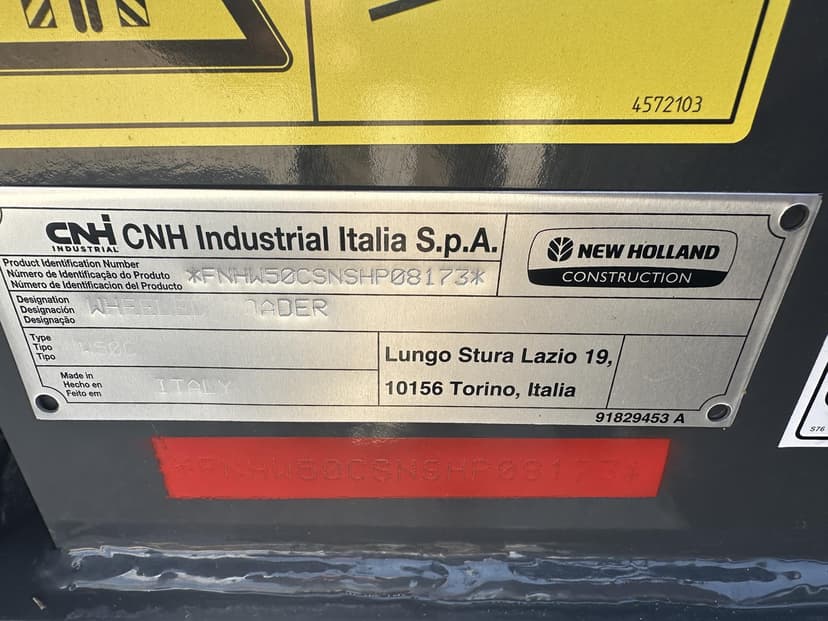 4572103
CNH
INDUSTRIAL
CNH Industrial Italia S.p.A.
NEW HOLLAND
CONSTRUCTION
Product Identification Number
Número de Identificação do Produto
Número de Identificacion del Producto
*FNHW50CSNSHP08173*
Designation
Designación
Designação
Type
Tipo
Tipo
W50C
Made in
Hecho en
Feito em
ITALY
Lungo Stura Lazio 19,
10156 Torino, Italia
91829453 A
S76
*FNHW50CSNSHP08173*